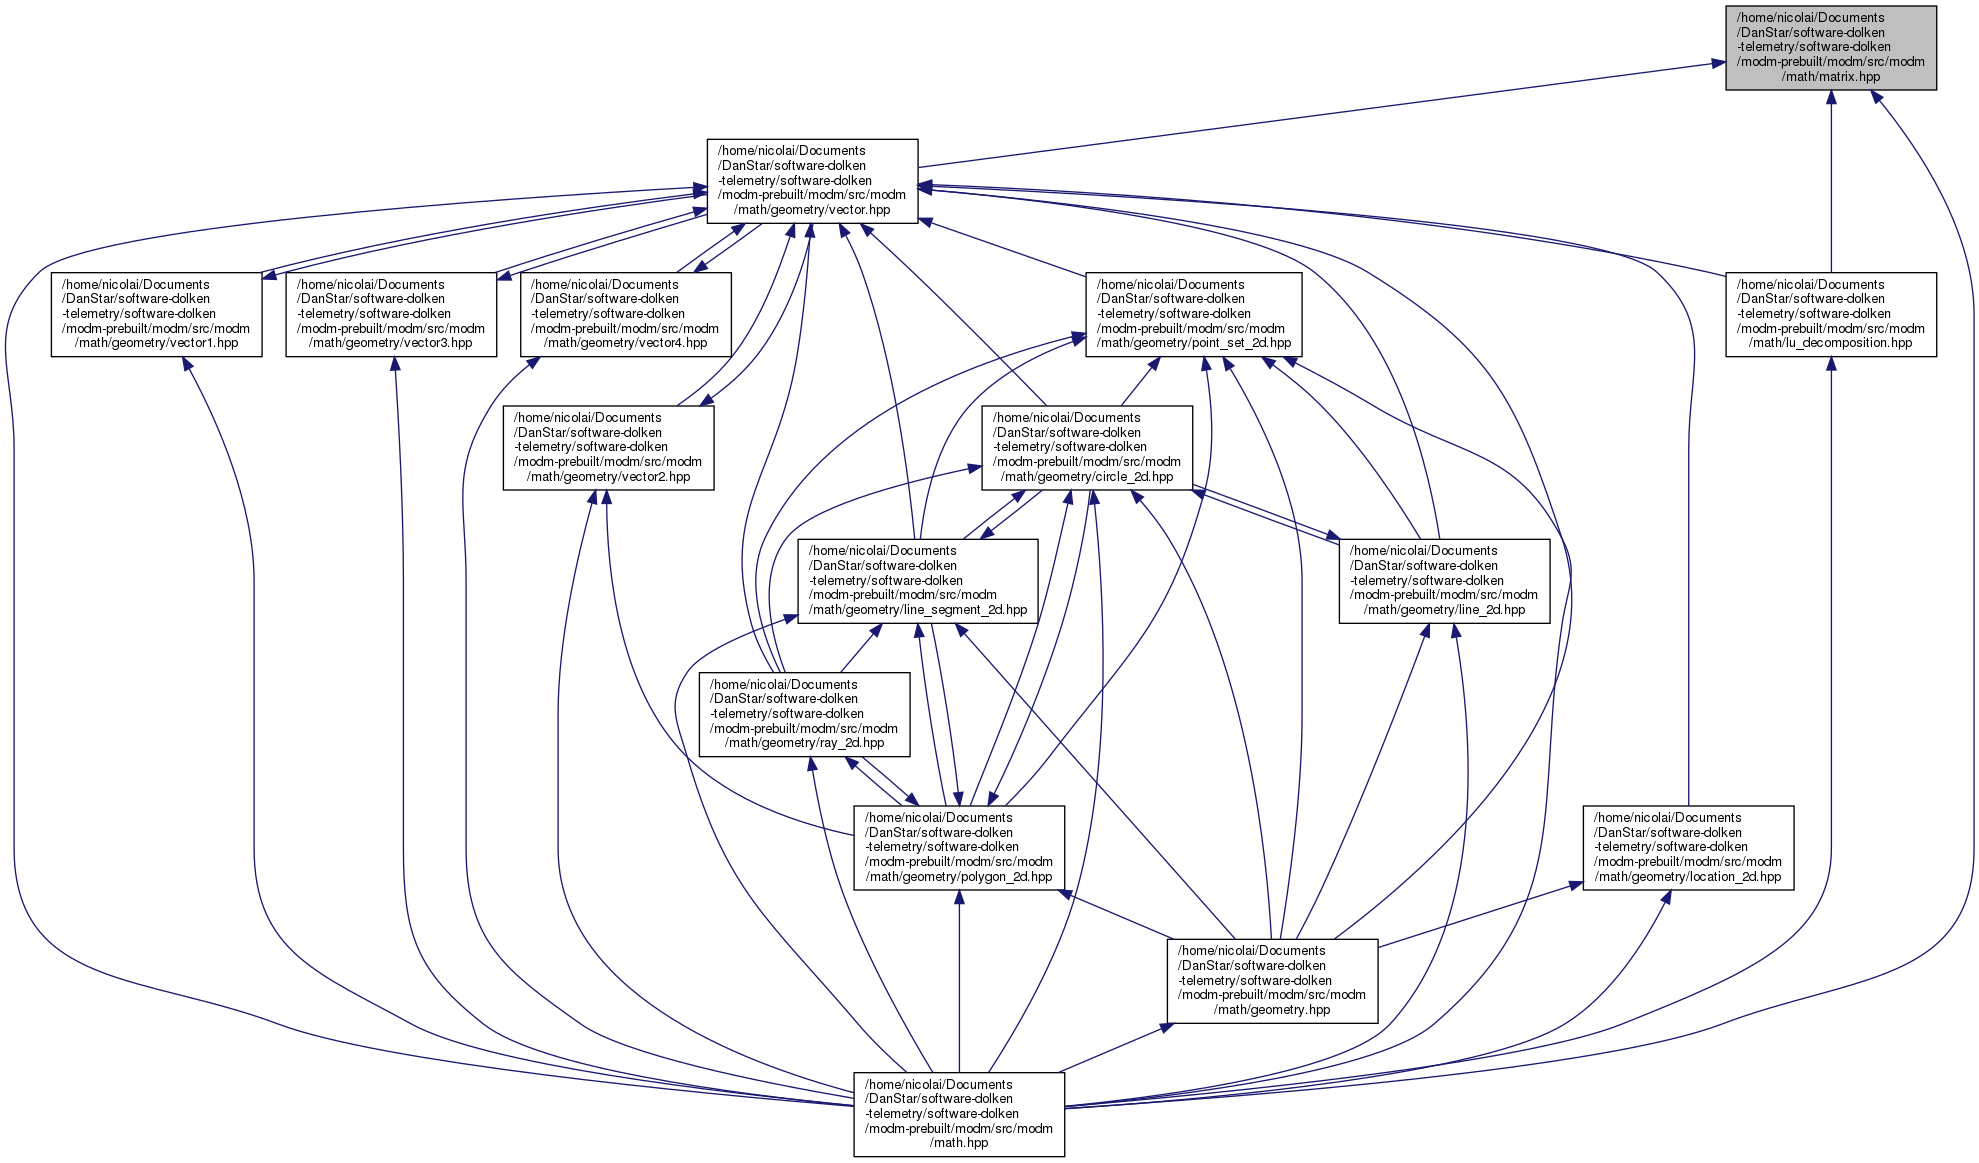 /home/nicolai/Documents
/DanStar/software-dolken
-telemetry/software-dolken
/modm-prebuilt/modm/src/modm
/math/matrix.hpp
/home/nicolai/Documents
/DanStar/software-dolken
-telemetry/software-dolken
/modm-prebuilt/modm/src/modm
/math/geometry/vector.hpp
/home/nicolai/Documents
/DanStar/software-dolken
-telemetry/software-dolken
/modm-prebuilt/modm/src/modm
/math/geometry/vector1.hpp
/home/nicolai/Documents
/DanStar/software-dolken
-telemetry/software-dolken
/modm-prebuilt/modm/src/modm
/math/geometry/vector3.hpp
/home/nicolai/Documents
/DanStar/software-dolken
-telemetry/software-dolken
/modm-prebuilt/modm/src/modm
/math/geometry/vector4.hpp
/home/nicolai/Documents
/DanStar/software-dolken
-telemetry/software-dolken
/modm-prebuilt/modm/src/modm
/math/geometry/point_set_2d.hpp
/home/nicolai/Documents
/DanStar/software-dolken
-telemetry/software-dolken
/modm-prebuilt/modm/src/modm
/math/lu_decomposition.hpp
/home/nicolai/Documents
/DanStar/software-dolken
-telemetry/software-dolken
/modm-prebuilt/modm/src/modm
/math/geometry/vector2.hpp
/home/nicolai/Documents
/DanStar/software-dolken
-telemetry/software-dolken
/modm-prebuilt/modm/src/modm
/math/geometry/circle_2d.hpp
/home/nicolai/Documents
/DanStar/software-dolken
-telemetry/software-dolken
/modm-prebuilt/modm/src/modm
/math/geometry/line_segment_2d.hpp
/home/nicolai/Documents
/DanStar/software-dolken
-telemetry/software-dolken
/modm-prebuilt/modm/src/modm
/math/geometry/line_2d.hpp
/home/nicolai/Documents
/DanStar/software-dolken
-telemetry/software-dolken
/modm-prebuilt/modm/src/modm
/math/geometry/ray_2d.hpp
/home/nicolai/Documents
/DanStar/software-dolken
-telemetry/software-dolken
/modm-prebuilt/modm/src/modm
/math/geometry/polygon_2d.hpp
/home/nicolai/Documents
/DanStar/software-dolken
-telemetry/software-dolken
/modm-prebuilt/modm/src/modm
/math/geometry/location_2d.hpp
/home/nicolai/Documents
/DanStar/software-dolken
-telemetry/software-dolken
/modm-prebuilt/modm/src/modm
/math/geometry.hpp
/home/nicolai/Documents
/DanStar/software-dolken
-telemetry/software-dolken
/modm-prebuilt/modm/src/modm
/math.hpp